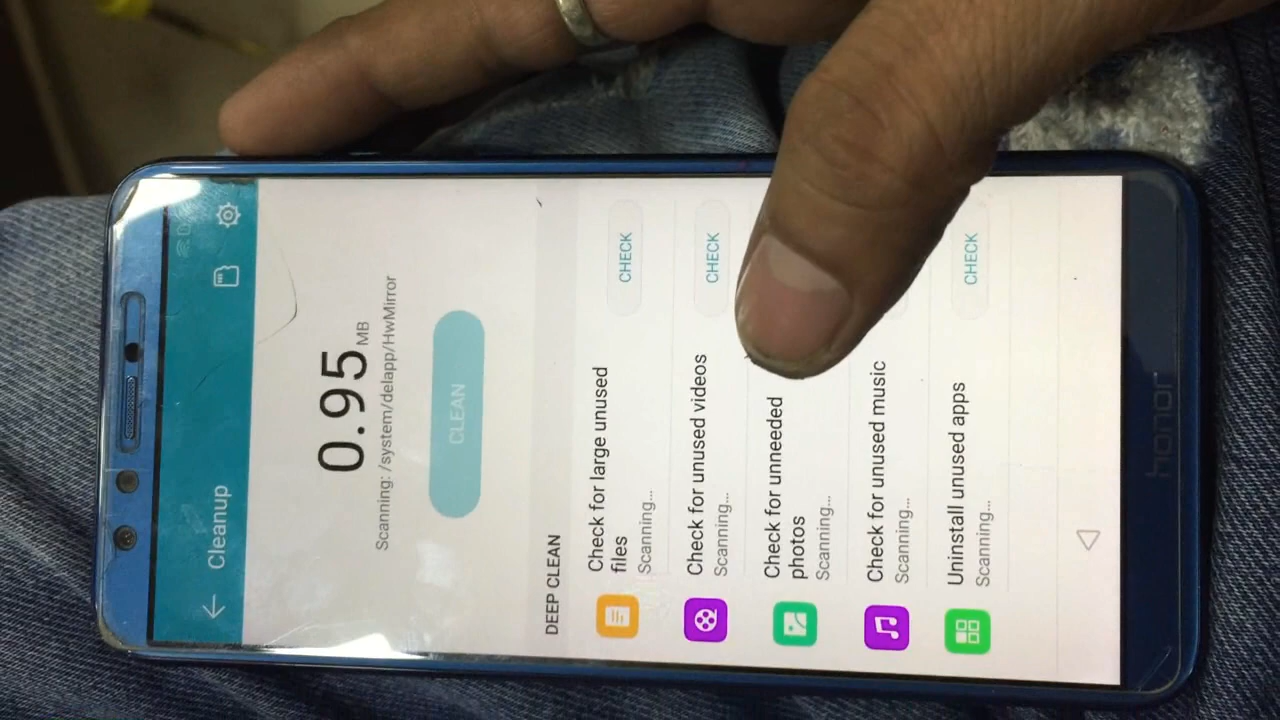 Cleanup
0.95 MB
Scanning: /system/delapp/HwMirror
CLEAN
DEEP CLEAN
Check for large unused
files
Scanning...
CHECK
Check for unused videos
Scanning...
CHECK
Check for unneeded
photos
Scanning...
Check for unused music
Scanning...
Uninstall unused apps
Scanning...
CHECK
honor